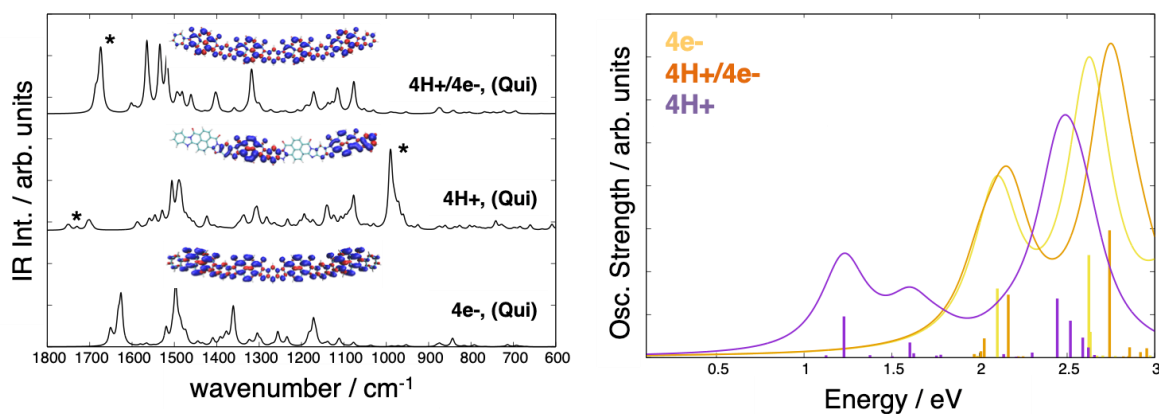 *
4H+/4e-, (Qui)
*
*
4H+, (Qui)
4e-, (Qui)
IR Int. / arb. units
1800 1700 1600 1500 1400 1300 1200 1100 1000 900 800 700 600
wavenumber / cm-1
4e-
4H+/4e-
4H+
Osc. Strength / arb. units
0.5 1 1.5 2 2.5 3
Energy / eV